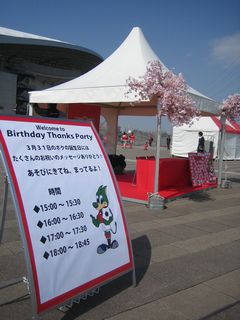 Welcome to
Birthday Thanks Party
3月31日のボクの誕生日には
たくさんのお祝いのメッセージありがとう!
あそびにきてね、まってるよ!
時間
◆15:00～15:30
◆16:00～16:30
◆17:00～17:30
◆18:00～18:45